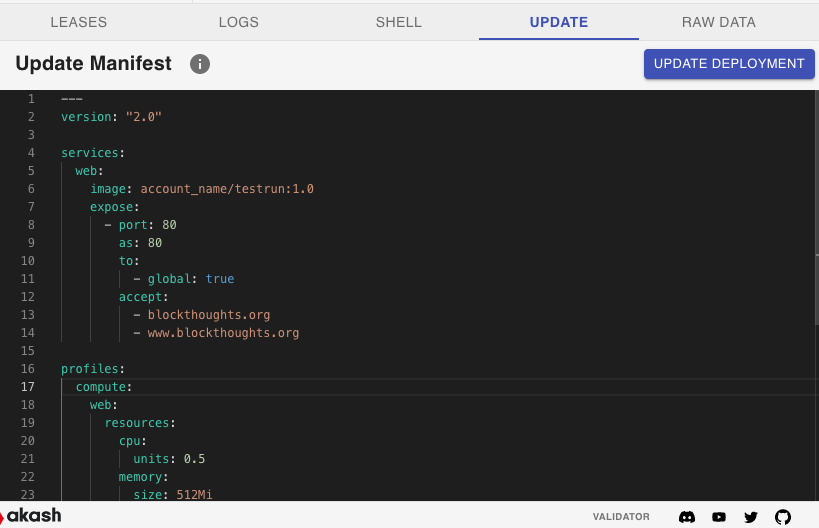 LEASES LOGS SHELL UPDATE RAW DATA
Update Manifest i UPDATE DEPLOYMENT
1 ---
2 version: "2.0"
3
4 services:
5 web:
6 image: account_name/testrun:1.0
7 expose:
8 - port: 80
9 as: 80
10 to:
11 - global: true
12 accept:
13 - blockthoughts.org
14 - www.blockthoughts.org
15
16 profiles:
17 compute:
18 web:
19 resources:
20 cpu:
21 units: 0.5
22 memory:
23 size: 512Mi
akash VALIDATOR